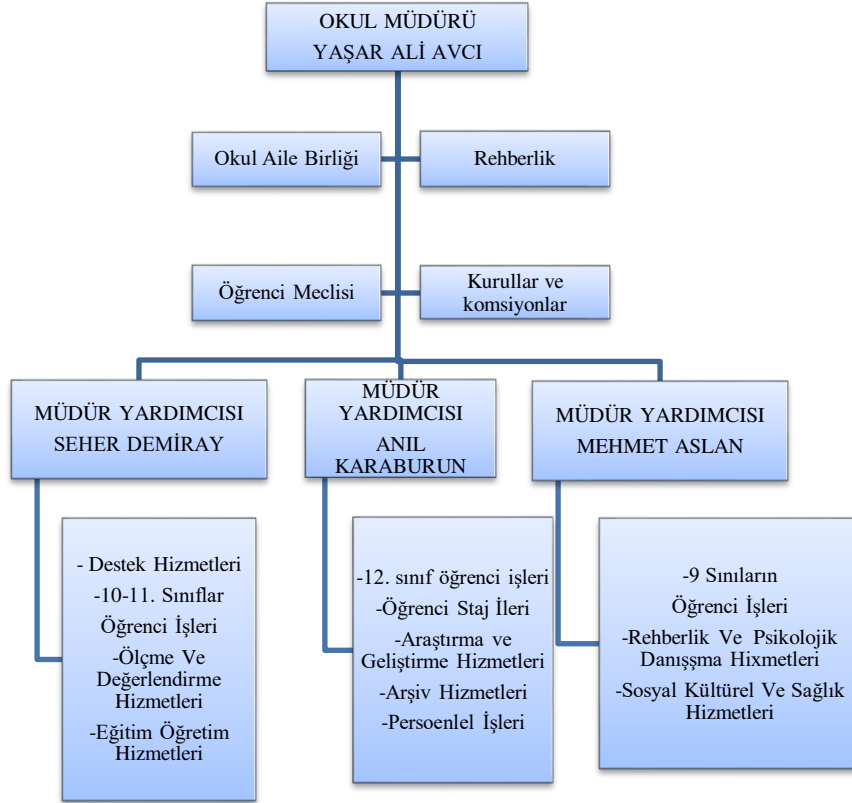 OKUL MÜDÜRÜ
YAŞAR ALİ AVCI
Okul Aile Birliği
Rehberlik
Öğrenci Meclisi
Kurullar ve
komsiyonlar
MÜDÜR YARDIMCISI
SEHER DEMİRAY
MÜDÜR
YARDIMCISI
ANIL
KARABURUN
MÜDÜR YARDIMCISI
MEHMET ASLAN
- Destek Hizmetleri
-10-11. Sınıflar
Öğrenci İşleri
-Ölçme Ve
Değerlendirme
Hizmetleri
-Eğitim Öğretim
Hizmetleri
-12. sınıf öğrenci işleri
-Öğrenci Staj İleri
-Araştırma ve
Geliştirme Hizmetleri
-Arşiv Hizmetleri
-Persoenlel İşleri
-9 Sınıların
Öğrenci İşleri
-Rehberlik Ve Psikolojik
Danışşma Hixmetleri
-Sosyal Kültürel Ve Sağlık
Hizmetleri